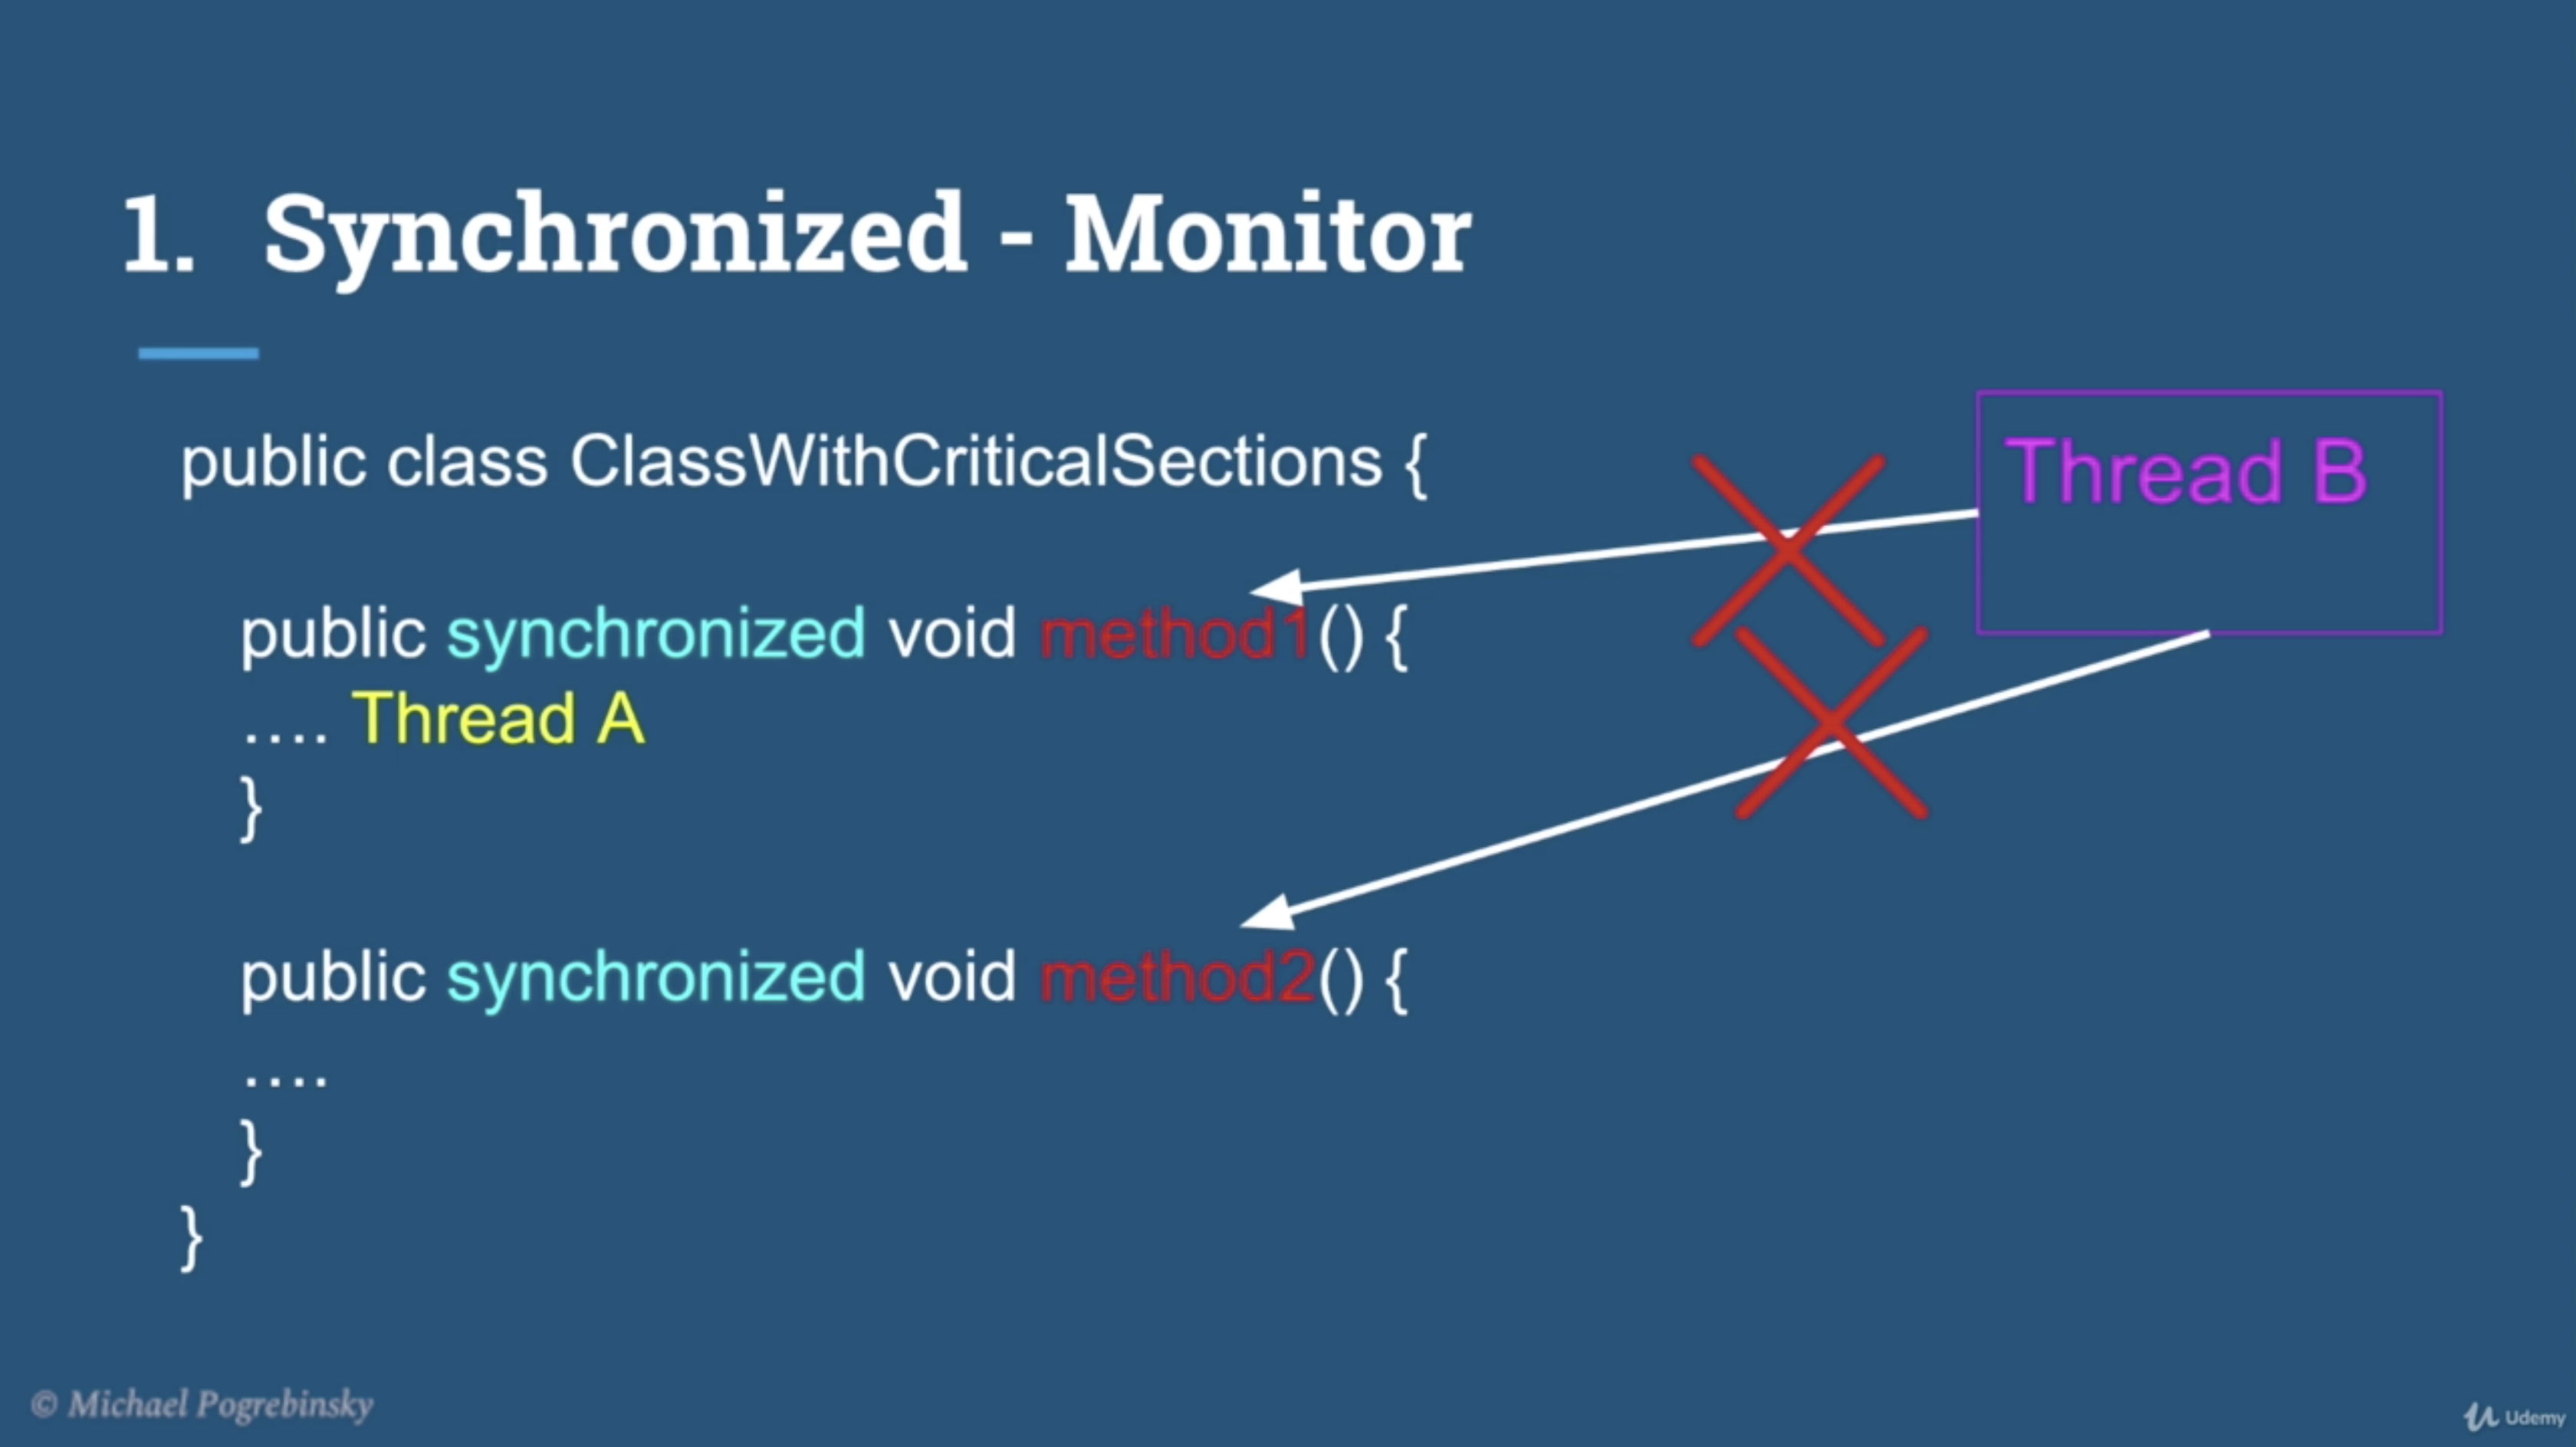 1. Synchronized - Monitor
public class ClassWithCriticalSections {
Thread B
public synchronized void method1() {
.... Thread A
}
public synchronized void method2() {
....
}
}
© Michael Pogrebinsky
Udemy